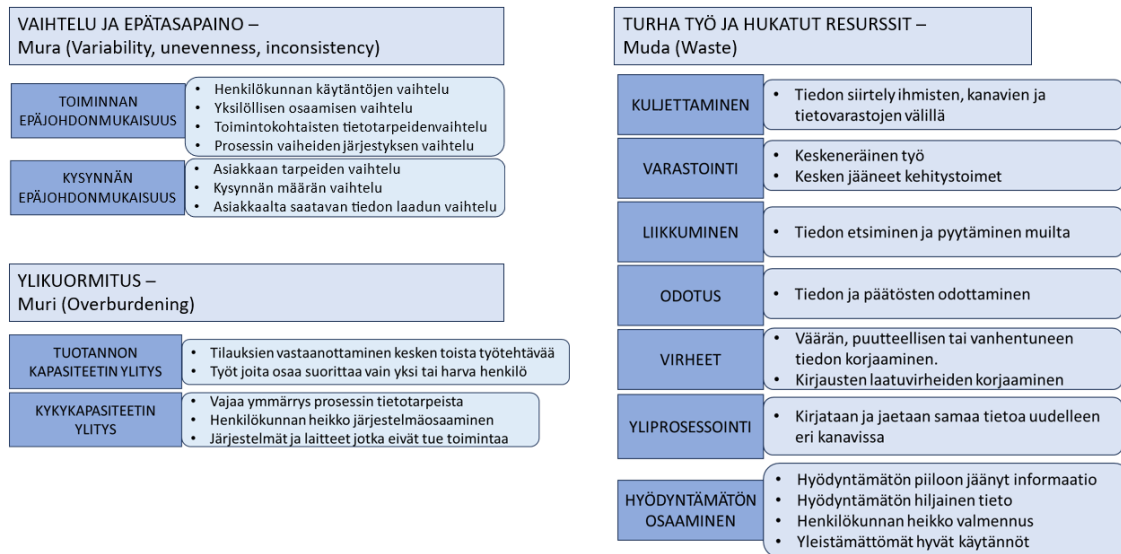 VAIHTELU JA EPÄTASAPAINO –
Mura (Variability, unevenness, inconsistency)
TOIMINNAN
EPÄJOHDONMUKAISUUS
• Henkilökunnan käytäntöjen vaihtelu
• Yksilöllisen osaamisen vaihtelu
• Toimintokohtaisten tietotarpeidenvaihtelu
• Prosessin vaiheiden järjestyksen vaihtelu
KYSYNNÄN
EPÄJOHDONMUKAISUUS
• Asiakkaan tarpeiden vaihtelu
• Kysynnän määrän vaihtelu
• Asiakkaalta saatavan tiedon laadun vaihtelu
YLIKUORMITUS –
Muri (Overburdening)
TUOTANNON
KAPASITEETIN YLITYS
• Tilauksien vastaanottaminen kesken toista työtehtävää
• Työt joita osaa suorittaa vain yksi tai harva henkilö
KYKYKAPASITEETIN
YLITYS
• Vajaa ymmärrys prosessin tietotarpeista
• Henkilökunnan heikko järjestelmäosaaminen
• Järjestelmät ja laitteet jotka eivät tue toimintaa
TURHA TYÖ JA HUKATUT RESURSSIT –
Muda (Waste)
KULJETTAMINEN
• Tiedon siirtely ihmisten, kanavien ja
tietovarastojen välillä
VARASTOINTI
• Keskeneräinen työ
• Kesken jääneet kehitystoimet
LIIKKUMINEN
• Tiedon etsiminen ja pyytäminen muilta
ODOTUS
• Tiedon ja päätösten odottaminen
VIRHEET
• Väärän, puutteellisen tai vanhentuneen
tiedon korjaaminen.
• Kirjausten laatuvirheiden korjaaminen
YLIPROSESSOINTI
• Kirjataan ja jaetaan samaa tietoa uudelleen
eri kanavissa
HYÖDYNTÄMÄTÖN
OSAAMINEN
• Hyödyntämätön piiloon jäänyt informaatio
• Hyödyntämätön hiljainen tieto
• Henkilökunnan heikko valmennus
• Yleistämättömät hyvät käytännöt